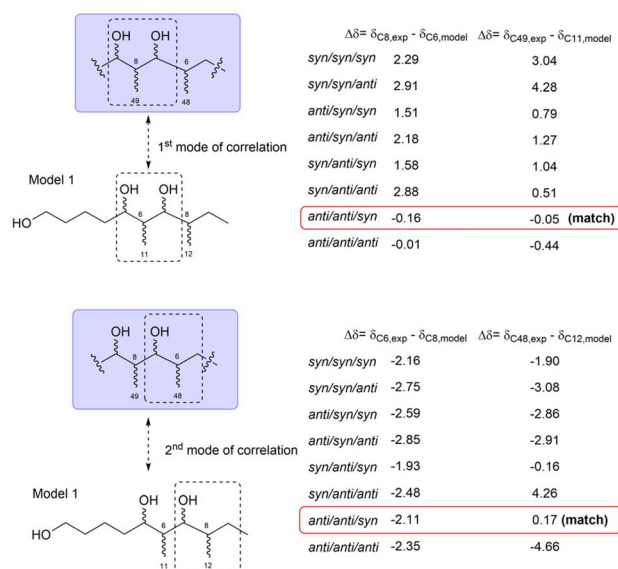 OH OH
8 6
49 48
1st mode of correlation
Model 1
OH OH
HO
6 8
11 12
Δδ= δC8,exp - δC6,model Δδ= δC49,exp - δC11,model
syn/syn/syn 2.29 3.04
syn/syn/anti 2.91 4.28
anti/syn/syn 1.51 0.79
anti/syn/anti 2.18 1.27
syn/anti/syn 1.58 1.04
syn/anti/anti 2.88 0.51
anti/anti/syn -0.16 -0.05 (match)
anti/anti/anti -0.01 -0.44
OH OH
8 6
49 48
2nd mode of correlation
Model 1
OH OH
HO
6 8
11 12
Δδ= δC6,exp - δC8,model Δδ= δC48,exp - δC12,model
syn/syn/syn -2.16 -1.90
syn/syn/anti -2.75 -3.08
anti/syn/syn -2.59 -2.86
anti/syn/anti -2.85 -2.91
syn/anti/syn -1.93 -0.16
syn/anti/anti -2.48 4.26
anti/anti/syn -2.11 0.17 (match)
anti/anti/anti -2.35 -4.66